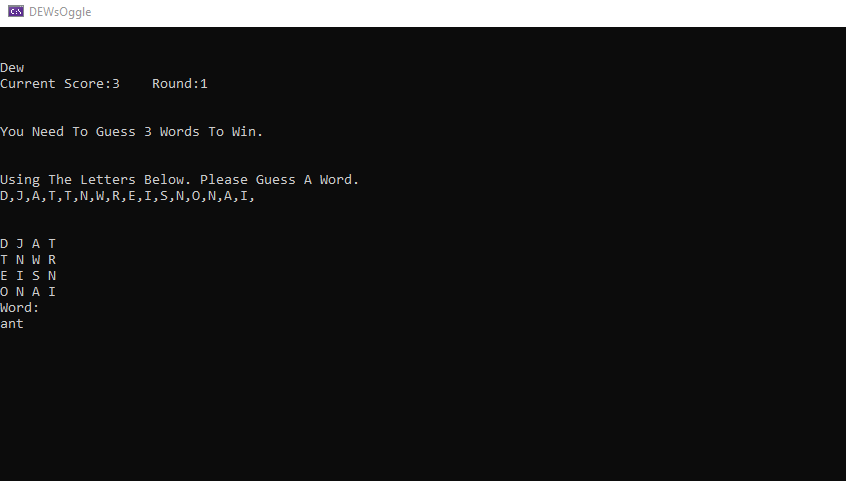 DEWsOggle
Dew
Current Score:3    Round:1
You Need To Guess 3 Words To Win.
Using The Letters Below. Please Guess A Word.
D,J,A,T,T,N,W,R,E,I,S,N,O,N,A,I,
D J A T
T N W R
E I S N
O N A I
Word:
ant